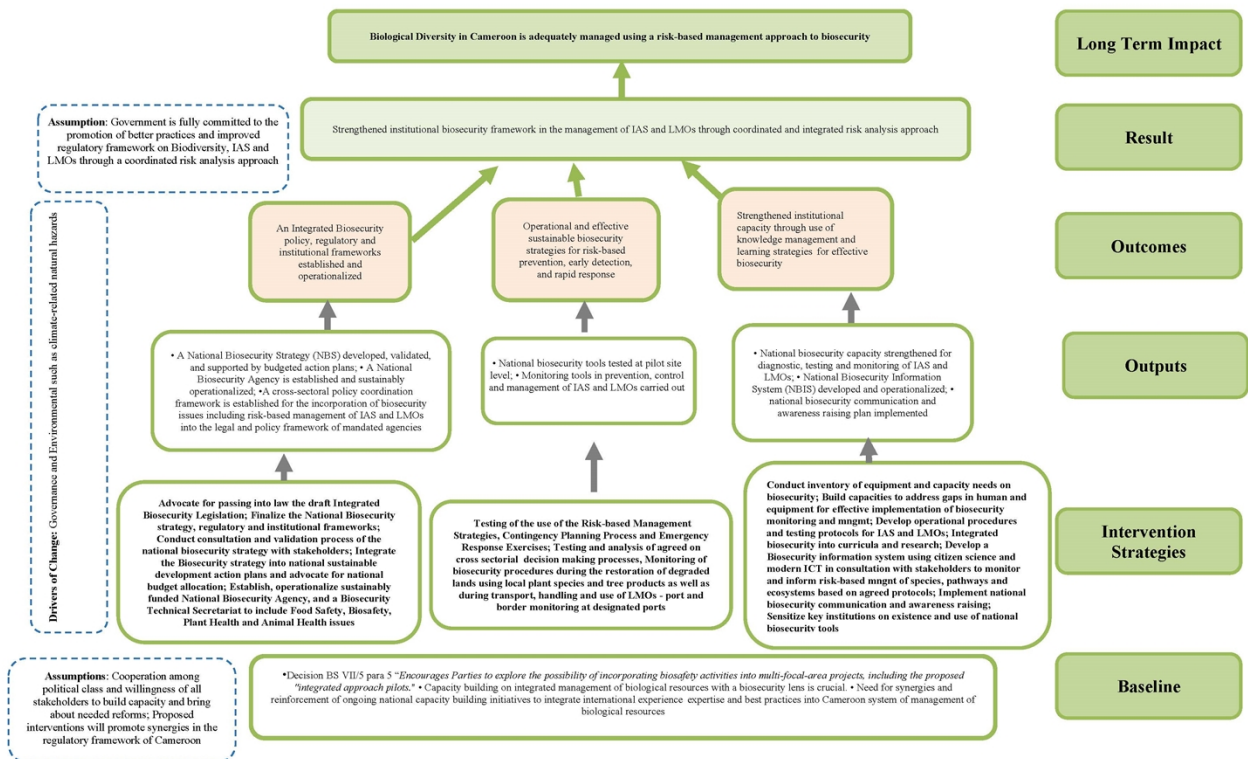 Biological Diversity in Cameroon is adequately managed using a risk-based management approach to biosecurity
Long Term Impact
Assumption: Government is fully committed to the
promotion of better practices and improved
regulatory framework on Biodiversity, IAS and
LMOs through a coordinated risk analysis approach
Strengthened institutional biosecurity framework in the management of IAS and LMOs through coordinated and integrated risk analysis approach
Result
Drivers of Change: Governance and Environmental such as climate-related natural hazards
An Integrated Biosecurity
policy, regulatory and
institutional frameworks
established and
operationalized
Operational and effective
sustainable biosecurity
strategies for risk-based
prevention, early detection,
and rapid response
Strengthened institutional
capacity through use of
knowledge management and
learning strategies for effective
biosecurity
Outcomes
• A National Biosecurity Strategy (NBS) developed, validated,
and supported by budgeted action plans; • A National
Biosecurity Agency is established and sustainably
operationalized; •A cross-sectoral policy coordination
framework is established for the incorporation of biosecurity
issues including risk-based management of IAS and LMOs
into the legal and policy framework of mandated agencies
• National biosecurity tools tested at pilot site
level; • Monitoring tools in prevention, control
and management of IAS and LMOs carried out
• National biosecurity capacity strengthened for
diagnostic, testing and monitoring of IAS and
LMOs; • National Biosecurity Information
System (NBIS) developed and operationalized; •
national biosecurity communication and
awareness raising plan implemented
Outputs
Advocate for passing into law the draft Integrated
Biosecurity Legislation; Finalize the National Biosecurity
strategy, regulatory and institutional frameworks;
Conduct consultation and validation process of the
national biosecurity strategy with stakeholders; Integrate
the Biosecurity strategy into national sustainable
development action plans and advocate for national
budget allocation; Establish, operationalize sustainably
funded National Biosecurity Agency, and a Biosecurity
Technical Secretariat to include Food Safety, Biosafety,
Plant Health and Animal Health issues
Testing of the use of the Risk-based Management
Strategies, Contingency Planning Process and Emergency
Response Exercises; Testing and analysis of agreed on
cross sectorial decision making processes, Monitoring of
biosecurity procedures during the restoration of degraded
lands using local plant species and tree products as well as
during transport, handling and use of LMOs - port and
border monitoring at designated ports
Conduct inventory of equipment and capacity needs on
biosecurity; Build capacities to address gaps in human and
equipment for effective implementation of biosecurity
monitoring and mngnt; Develop operational procedures
and testing protocols for IAS and LMOs; Integrated
biosecurity into curricula and research; Develop a
Biosecurity information system using citizen science and
modern ICT in consultation with stakeholders to monitor
and inform risk-based mngnt of species, pathways and
ecosystems based on agreed protocols; Implement national
biosecurity communication and awareness raising;
Sensitize key institutions on existence and use of national
biosecurity tools
Intervention
Strategies
Assumptions: Cooperation among
political class and willingness of all
stakeholders to build capacity and bring
about needed reforms; Proposed
interventions will promote synergies in the
regulatory framework of Cameroon
•Decision BS VII/5 para 5 "Encourages Parties to explore the possibility of incorporating biosafety activities into multi-focal-area projects, including the proposed
"integrated approach pilots." • Capacity building on integrated management of biological resources with a biosecurity lens is crucial. • Need for synergies and
reinforcement of ongoing national capacity building initiatives to integrate international experience expertise and best practices into Cameroon system of management of
biological resources
Baseline